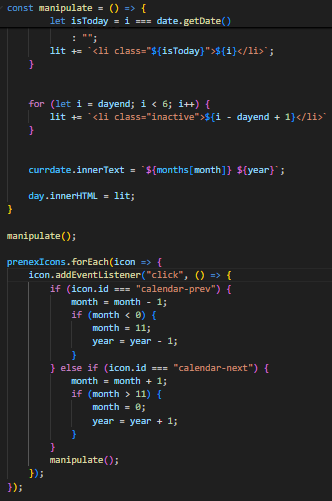 const manipulate = () => {
let isToday = i === date.getDate()
: "";
lit += `<li class="${isToday}">${i}</li>`;
}
for (let i = dayend; i < 6; i++) {
lit += `<li class="inactive">${i - dayend + 1}</li>`
}
currdate.innerText = `${months[month]} ${year}`;
day.innerHTML = lit;
}
manipulate();
prenexIcons.forEach(icon => {
icon.addEventListener("click", () => {
if (icon.id === "calendar-prev") {
month = month - 1;
if (month < 0) {
month = 11;
year = year - 1;
}
} else if (icon.id === "calendar-next") {
month = month + 1;
if (month > 11) {
month = 0;
year = year + 1;
}
}
manipulate();
});
});